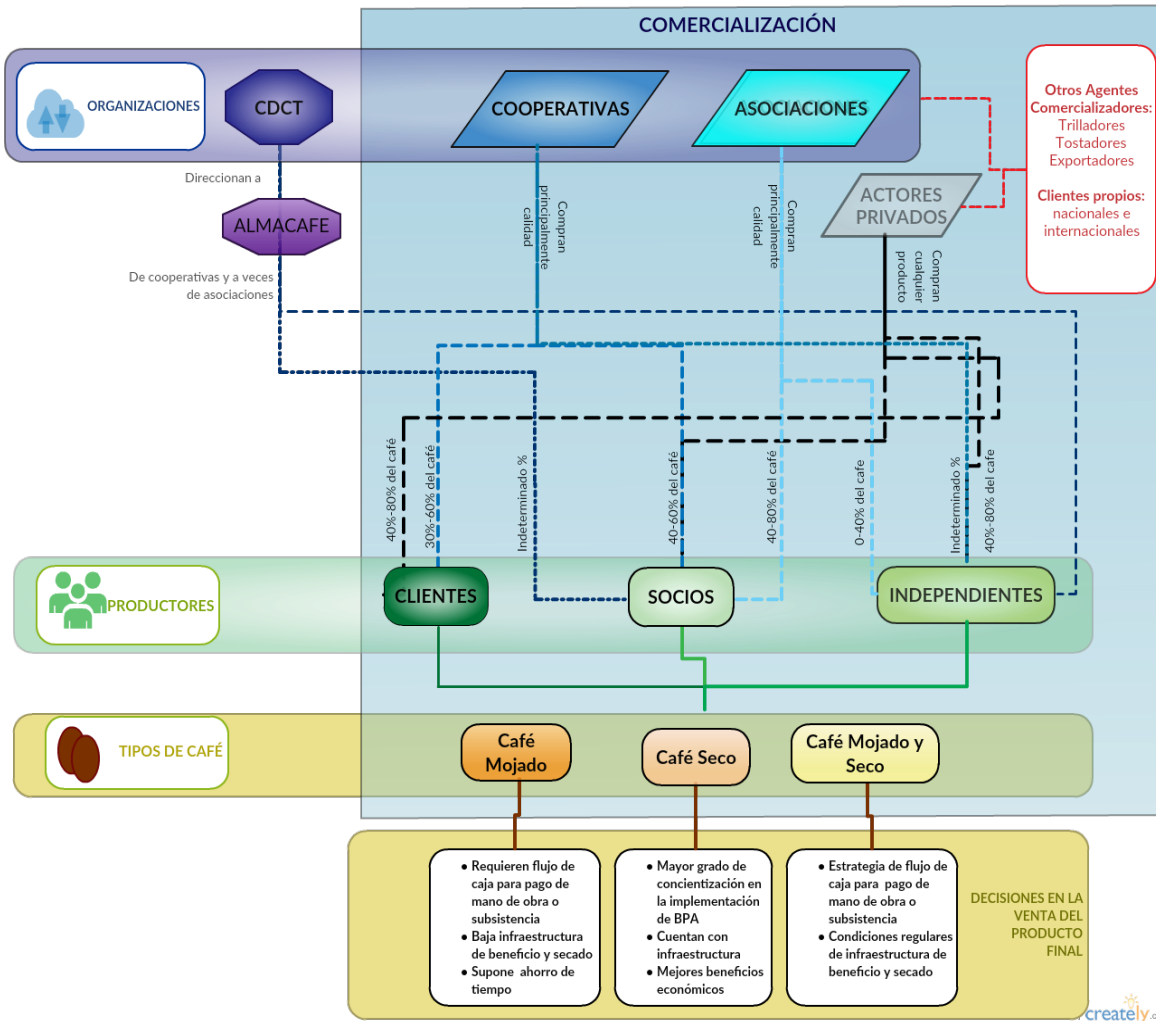 COMERCIALIZACIÓN
ORGANIZACIONES
CDCT
COOPERATIVAS
ASOCIACIONES
Otros Agentes
Comercializadores:
Trilladores
Tostadores
Exportadores
Clientes propios:
nacionales e
internacionales
Direccionan a
ALMACAFE
De cooperativas y a veces
de asociaciones
Compran
principalmente
calidad
Compran
principalmente
calidad
ACTORES
PRIVADOS
Compran
cualquier
producto
40%-80% del café
30%-60% del café
Indeterminado %
40-60% del café
40-80% del café
0-40% del café
Indeterminado %
40%-80% del cafe
PRODUCTORES
CLIENTES
SOCIOS
INDEPENDIENTES
TIPOS DE CAFÉ
Café
Mojado
Café Seco
Café Mojado y
Seco
• Requieren flujo de
caja para pago de
mano de obra o
subsistencia
• Baja infraestructura
de beneficio y secado
• Supone ahorro de
tiempo
• Mayor grado de
concientización en
la implementación
de BPA
• Cuentan con
infraestructura
• Mejores beneficios
económicos
• Estrategia de flujo de
caja para pago de
mano de obra o
subsistencia
• Condiciones regulares
de infraestructura de
beneficio y secado
DECISIONES EN LA
VENTA DEL
PRODUCTO
FINAL
creately